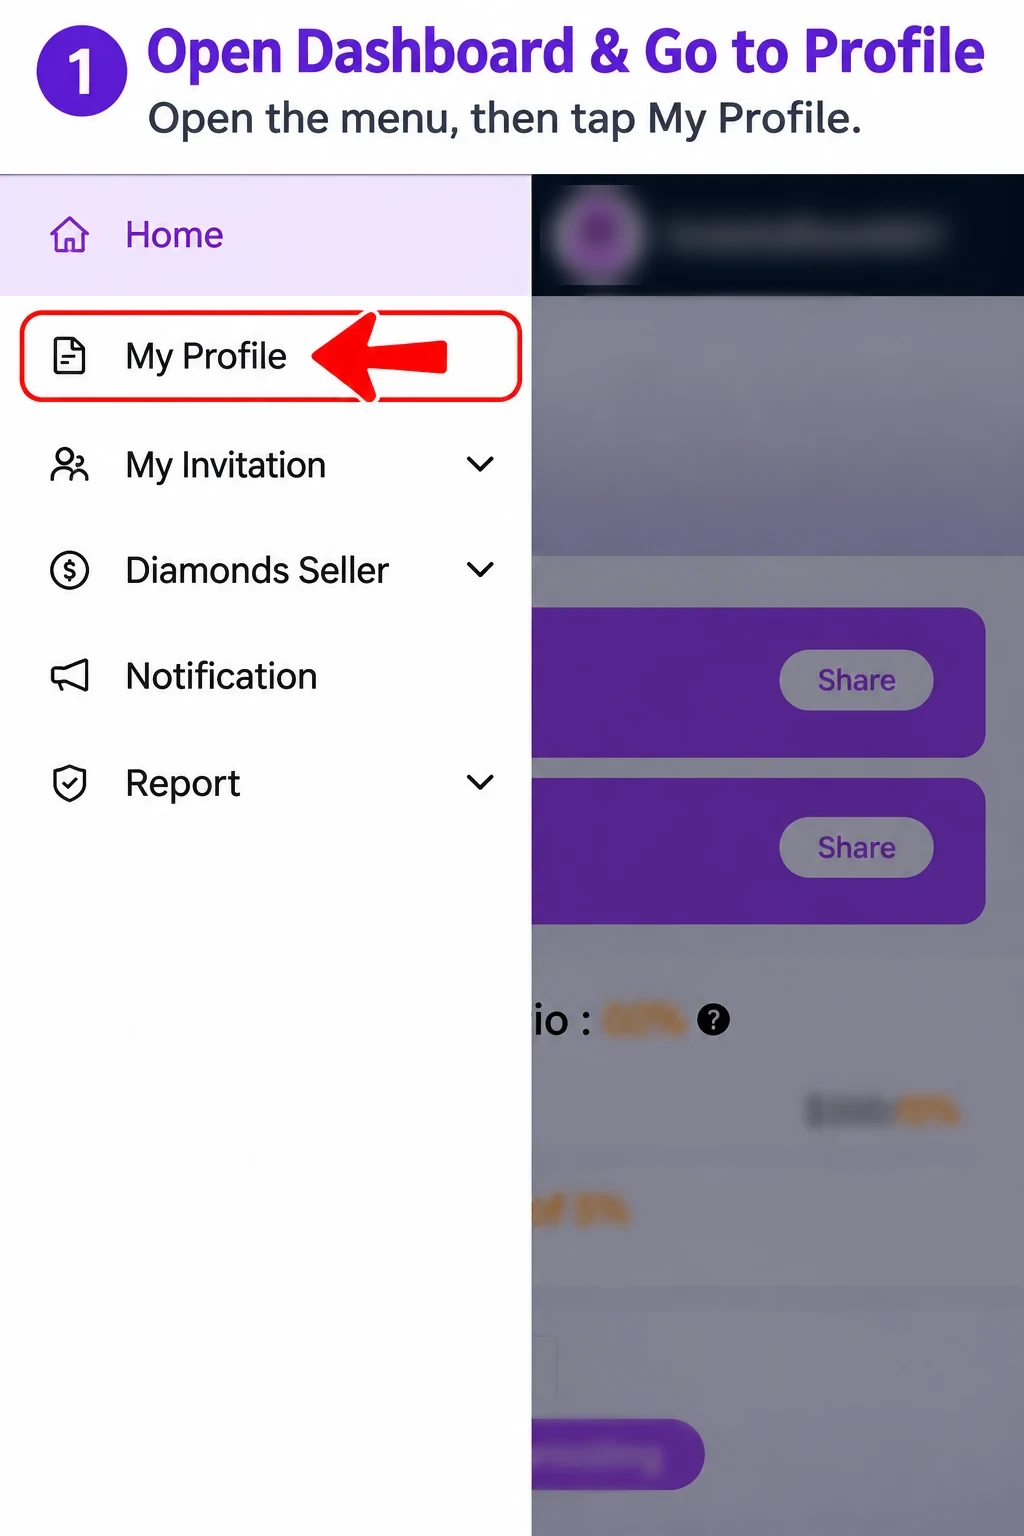 1
Open Dashboard & Go to Profile
Open the menu, then tap My Profile.
Home
My Profile
My Invitation
Diamonds Seller
Notification
Report
Share
Share
io :
?
of